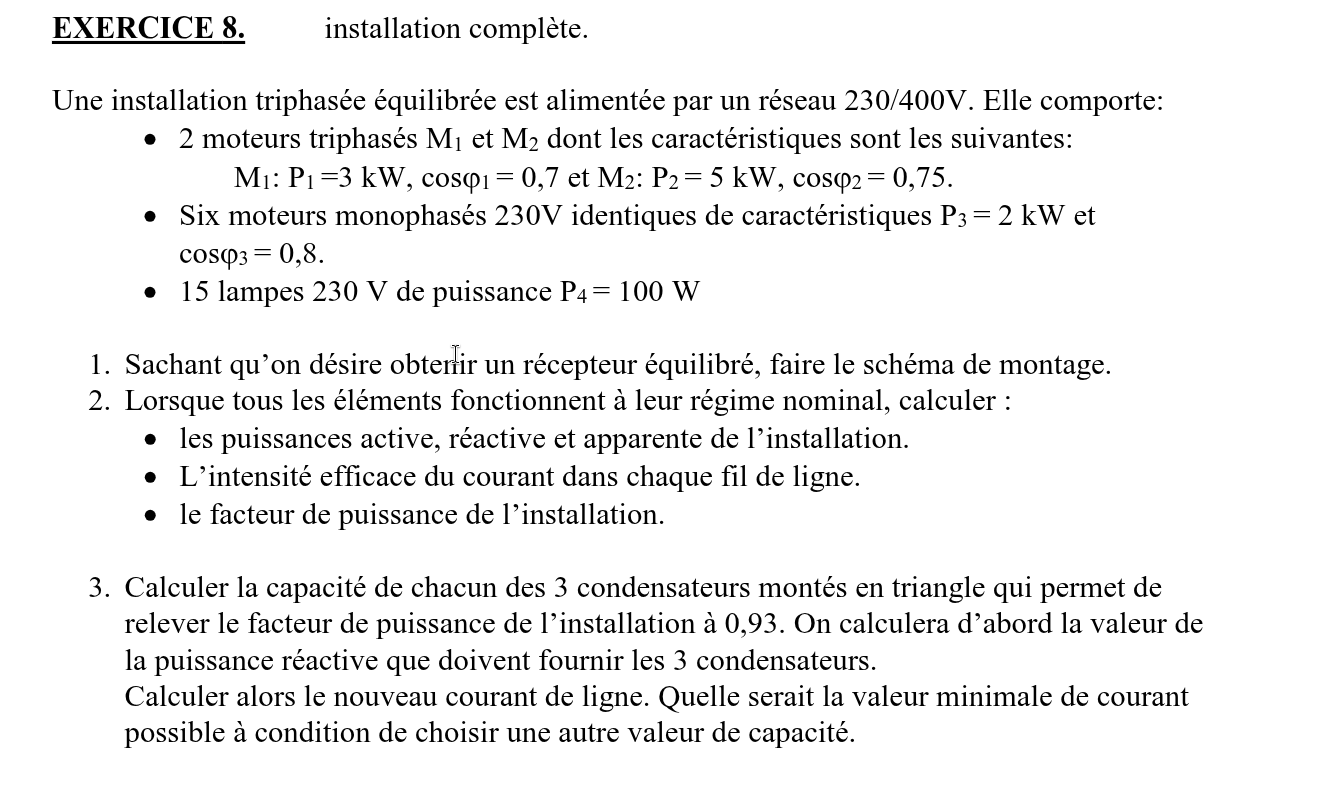 EXERCICE 8. installation complète.
Une installation triphasée équilibrée est alimentée par un réseau 230/400V. Elle comporte:
• 2 moteurs triphasés M1 et M2 dont les caractéristiques sont les suivantes:
M1: P1 =3 kW, cosφ1 = 0,7 et M2: P2 = 5 kW, cosφ2 = 0,75.
• Six moteurs monophasés 230V identiques de caractéristiques P3 = 2 kW et
cosφ3 = 0,8.
• 15 lampes 230 V de puissance P4 = 100 W
1. Sachant qu’on désire obtenir un récepteur équilibré, faire le schéma de montage.
2. Lorsque tous les éléments fonctionnent à leur régime nominal, calculer :
• les puissances active, réactive et apparente de l’installation.
• L’intensité efficace du courant dans chaque fil de ligne.
• le facteur de puissance de l’installation.
3. Calculer la capacité de chacun des 3 condensateurs montés en triangle qui permet de
relever le facteur de puissance de l’installation à 0,93. On calculera d’abord la valeur de
la puissance réactive que doivent fournir les 3 condensateurs.
Calculer alors le nouveau courant de ligne. Quelle serait la valeur minimale de courant
possible à condition de choisir une autre valeur de capacité.